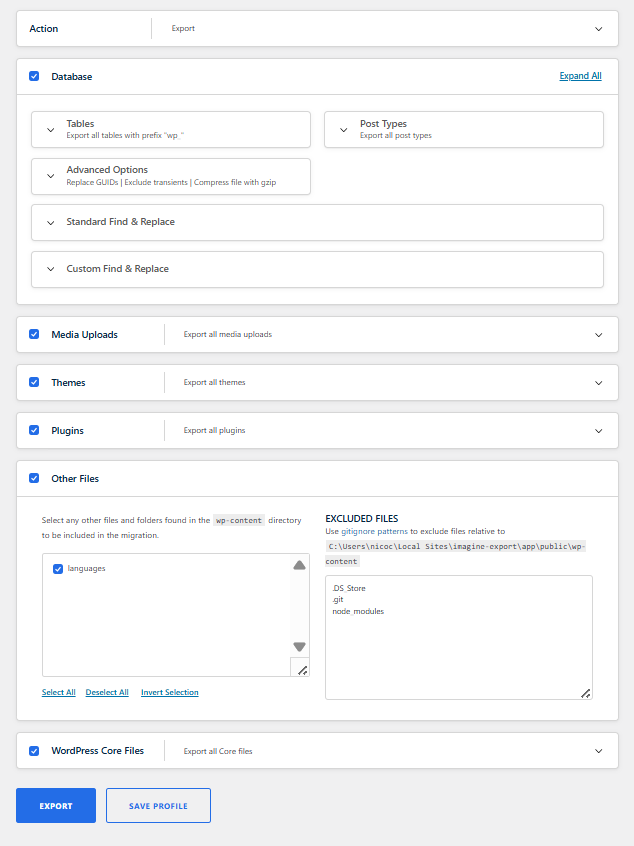 Action
Export
Database
Expand All
Tables
Export all tables with prefix "wp_"
Post Types
Export all post types
Advanced Options
Replace GUIDs | Exclude transients | Compress file with gzip
Standard Find & Replace
Custom Find & Replace
Media Uploads
Export all media uploads
Themes
Export all themes
Plugins
Export all plugins
Other Files
Select any other files and folders found in the wp-content directory
to be included in the migration.
languages
Select All
Deselect All
Invert Selection
EXCLUDED FILES
Use gitignore patterns to exclude files relative to
C:\Users\nicoc\Local Sites\imagine-export\app\public\wp-
content
.DS_Store
.git
node_modules
WordPress Core Files
Export all Core files
EXPORT
SAVE PROFILE